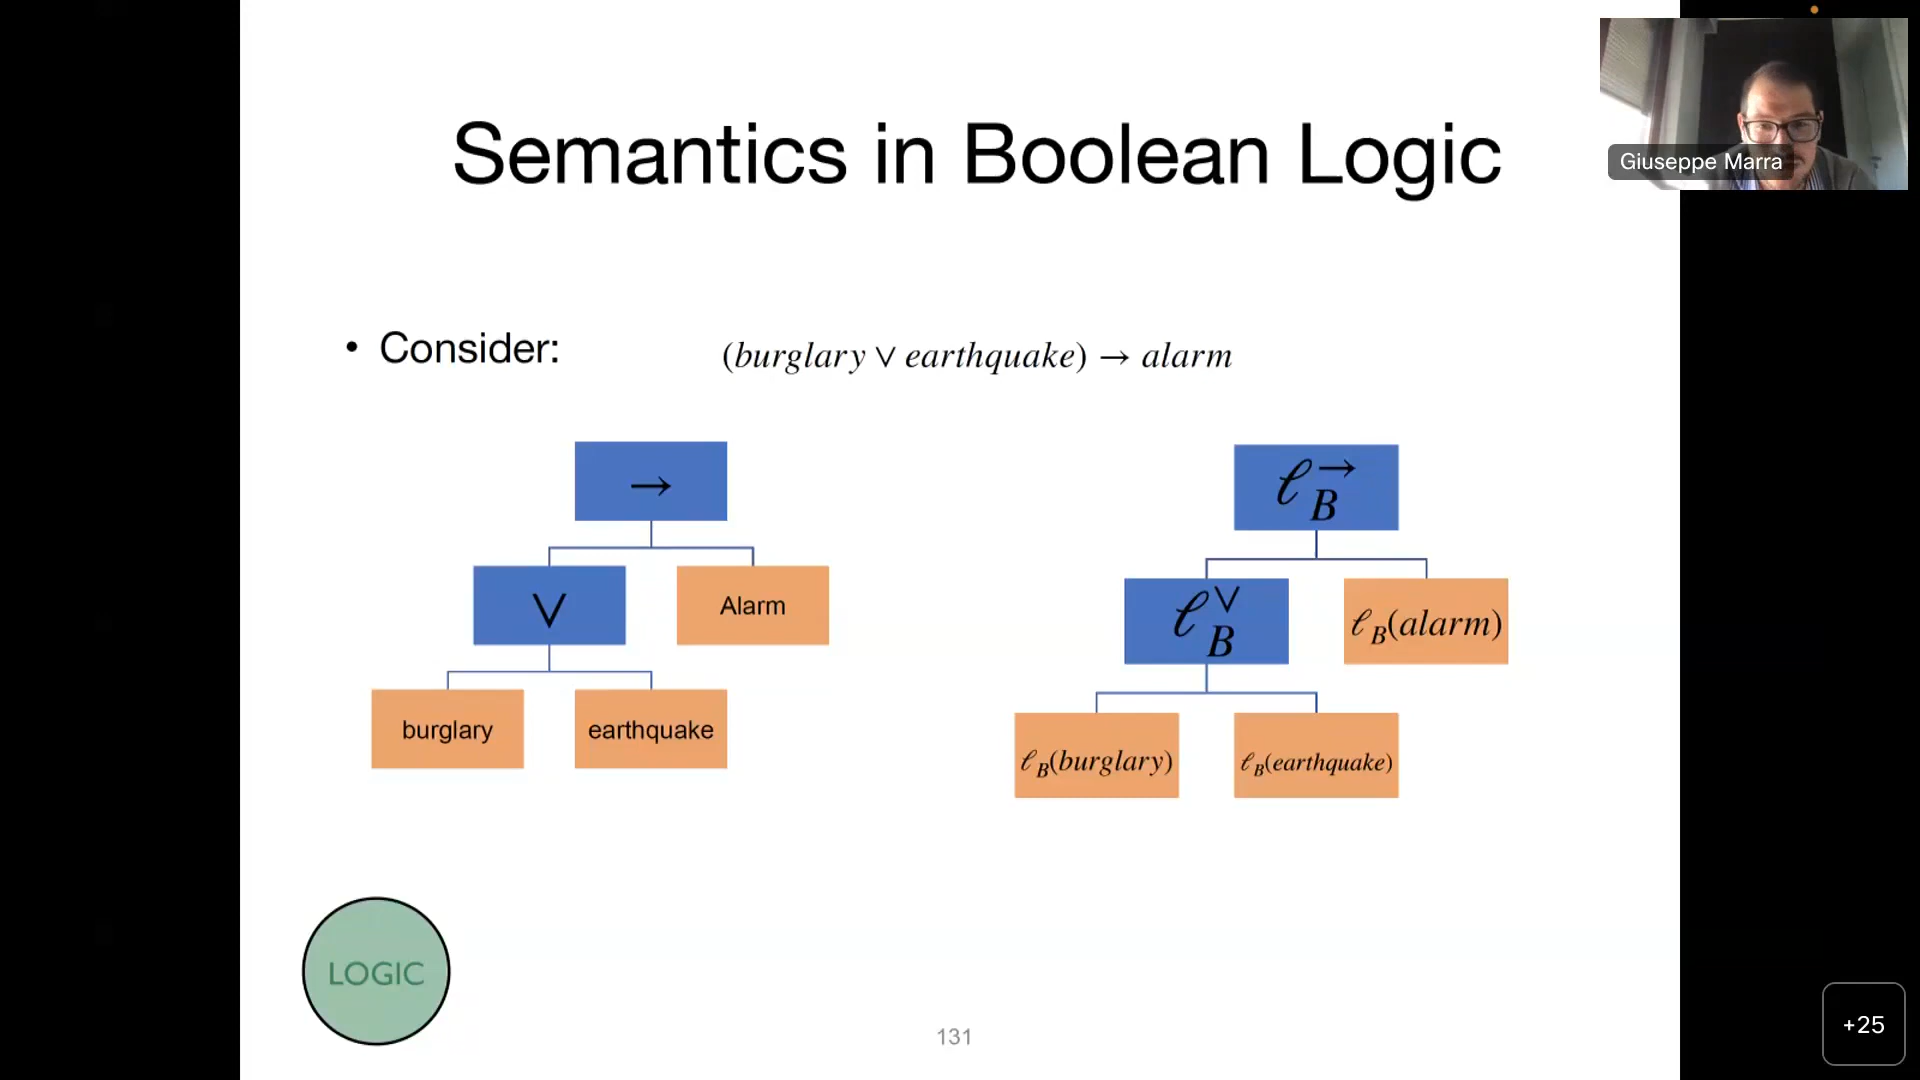 Semantics in Boolean Logic
Giuseppe Marra
• Consider: (burglary ∨ earthquake) → alarm
→
∨
Alarm
burglary
earthquake
ℓ_B^→
ℓ_B^∨
ℓ_B(alarm)
ℓ_B(burglary)
ℓ_B(earthquake)
LOGIC
131
+25